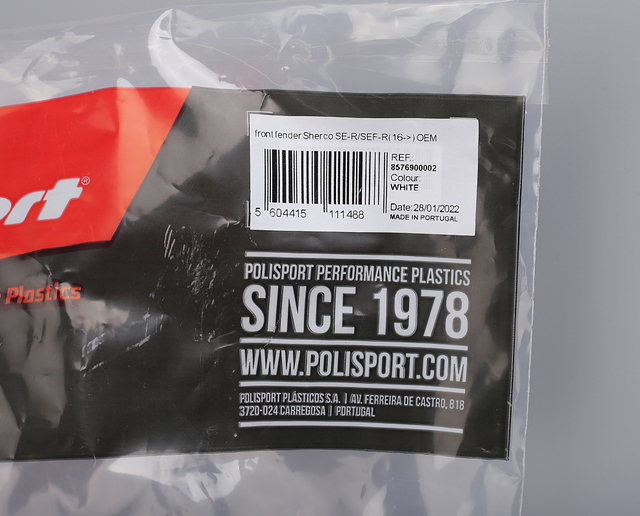 front fender Sherco SE-R/SEF-R(16->) OEM
REF.:
8576900002
Colour:
WHITE
Date: 28/01/2022
MADE IN PORTUGAL
5 604415 111488
ort®
Plastics
POLISPORT PERFORMANCE PLASTICS
SINCE 1978
WWW.POLISPORT.COM
POLISPORT PLÁSTICOS S.A. | AV. FERREIRA DE CASTRO, 818
3720-024 CARREGOSA | PORTUGAL